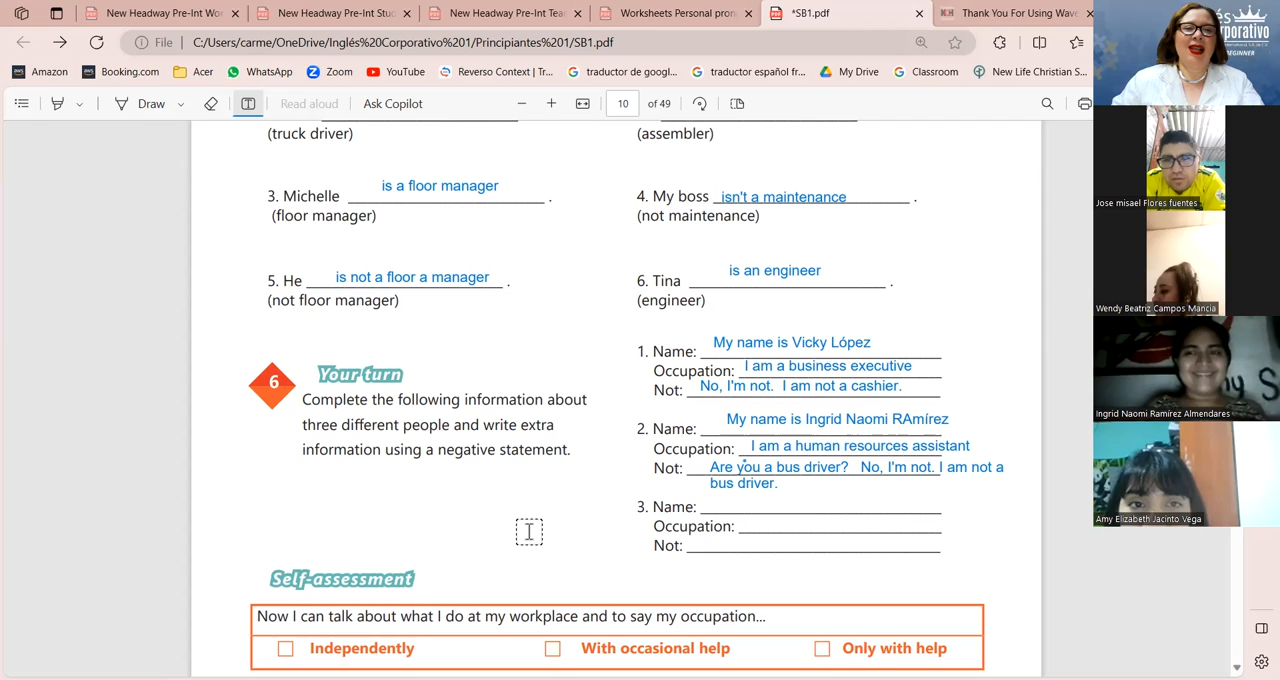 New Headway Pre-Int Wo
New Headway Pre-Int Stu
New Headway Pre-Int Tea
Worksheets Personal pron
*SB1.pdf
Thank You For Using Wav
File
C:/Users/carme/OneDrive/Inglés%20Corporativo%201/Principiantes%201/SB1.pdf
Amazon
Booking.com
Acer
WhatsApp
Zoom
YouTube
Reverso Context | Tr...
traductor de googl...
traductor español fr...
My Drive
Classroom
New Life Christian S...
Draw
Read aloud
Ask Copilot
10 of 49
(truck driver)
(assembler)
3. Michelle is a floor manager .
(floor manager)
4. My boss isn't a maintenance .
(not maintenance)
5. He is not a floor a manager .
(not floor manager)
6. Tina is an engineer .
(engineer)
6
Your turn
Complete the following information about
three different people and write extra
information using a negative statement.
1. Name: My name is Vicky López
Occupation: I am a business executive
Not: No, I'm not. I am not a cashier.
2. Name: My name is Ingrid Naomi RAmírez
Occupation: I am a human resources assistant
Not: Are you a bus driver? No, I'm not. I am not a
bus driver.
3. Name:
Occupation:
Not:
Self-assessment
Now I can talk about what I do at my workplace and to say my occupation...
Independently
With occasional help
Only with help
Corporativo
BEGINNER
Jose misael Flores fuentes
Wendy Beatriz Campos Mancia
Ingrid Naomi Ramírez Almendares
Amy Elizabeth Jacinto Vega